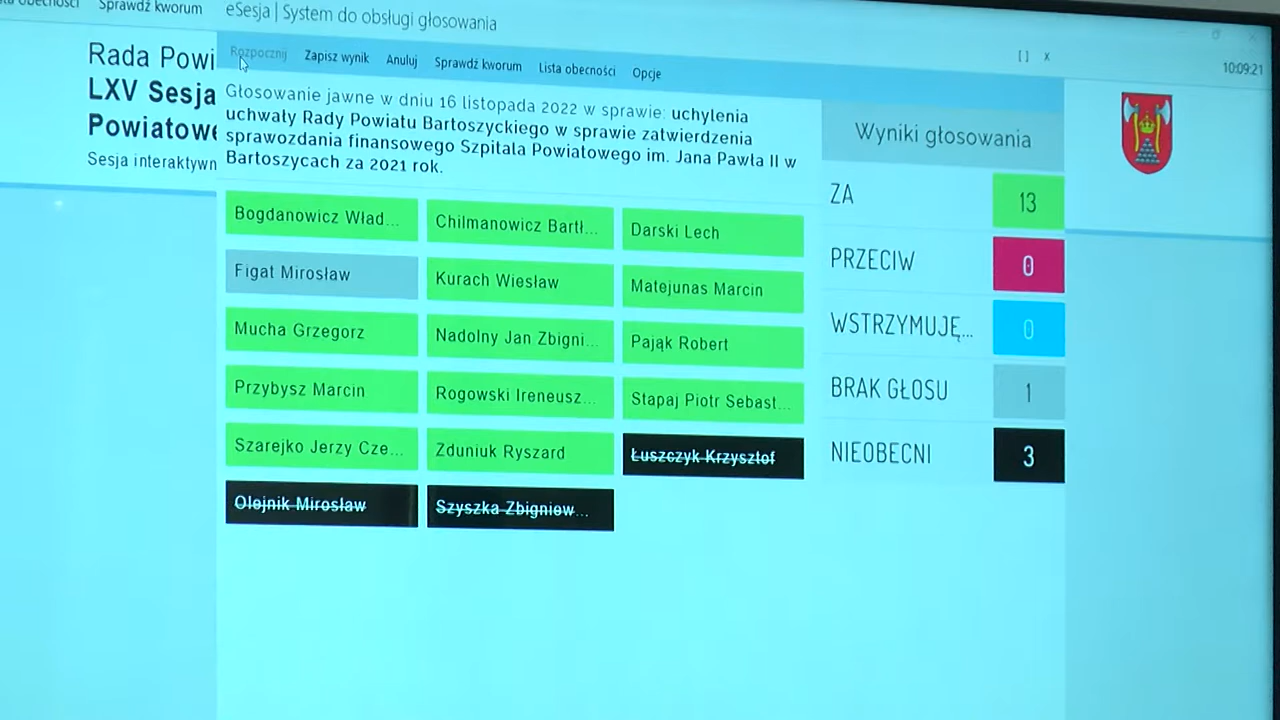 Sprawdź kworum
eSesja | System do obsługi głosowania
Rada Powi
LXV Sesja
Powiatowe
Sesja interaktywn
Rozpocznij Zapisz wynik Anuluj Sprawdź kworum Lista obecności Opcje
[ ] x
10:09:21
Głosowanie jawne w dniu 16 listopada 2022 w sprawie: uchylenia
uchwały Rady Powiatu Bartoszyckiego w sprawie zatwierdzenia
sprawozdania finansowego Szpitala Powiatowego im. Jana Pawła II w
Bartoszycach za 2021 rok.
Bogdanowicz Wład... Chilmanowicz Bartł... Darski Lech
Figat Mirosław Kurach Wiesław Matejunas Marcin
Mucha Grzegorz Nadolny Jan Zbigni... Pająk Robert
Przybysz Marcin Rogowski Ireneusz... Stapaj Piotr Sebast...
Szarejko Jerzy Cze... Zduniuk Ryszard Łuszczyk Krzysztof
Olejnik Mirosław Szyszka Zbigniew...
Wyniki głosowania
ZA 13
PRZECIW 0
WSTRZYMUJĘ... 0
BRAK GŁOSU 1
NIEOBECNI 3